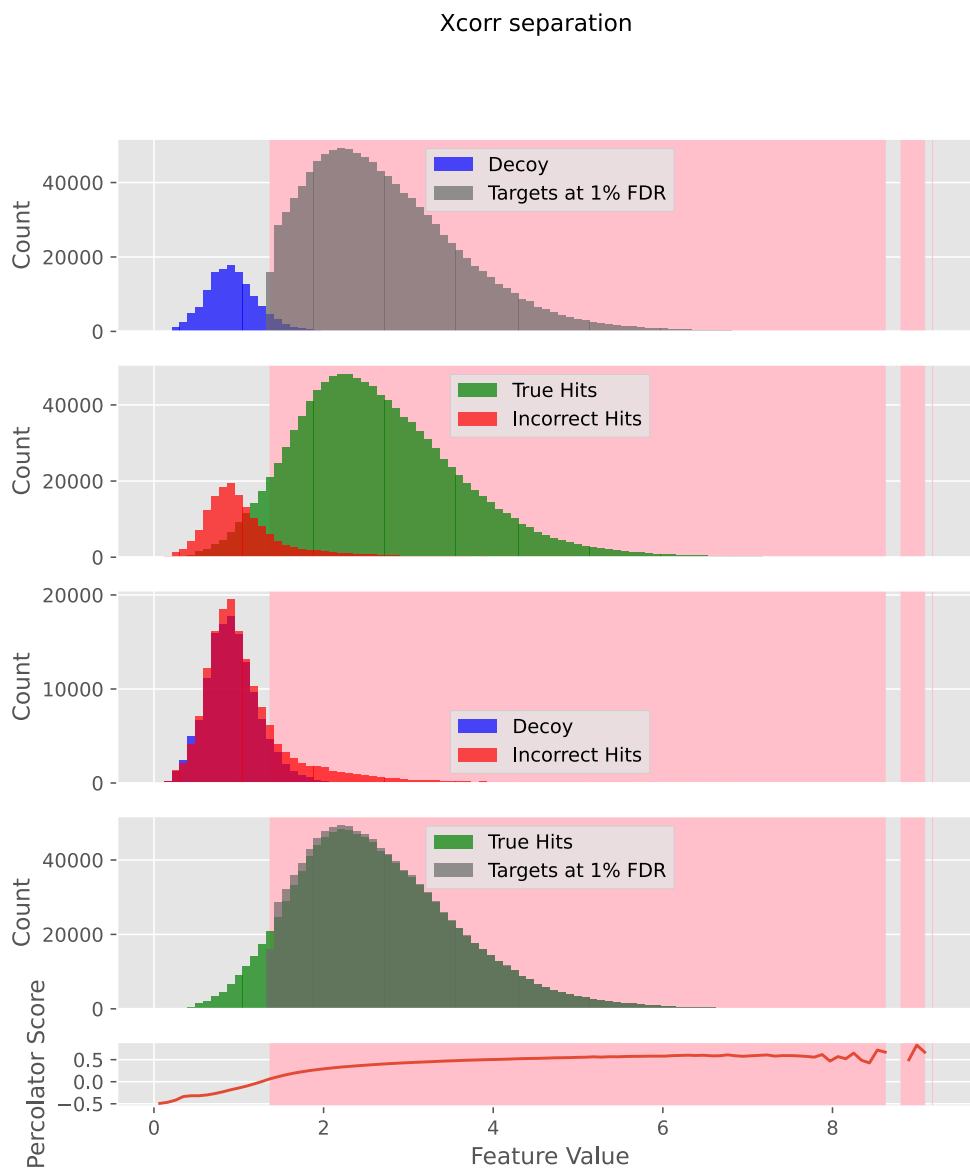 Xcorr separation
Count
40000
20000
0
Decoy
Targets at 1% FDR
Count
40000
20000
0
True Hits
Incorrect Hits
Count
20000
10000
0
Decoy
Incorrect Hits
Count
40000
20000
0
True Hits
Targets at 1% FDR
Percolator Score
0.5
0.0
−0.5
0 2 4 6 8
Feature Value